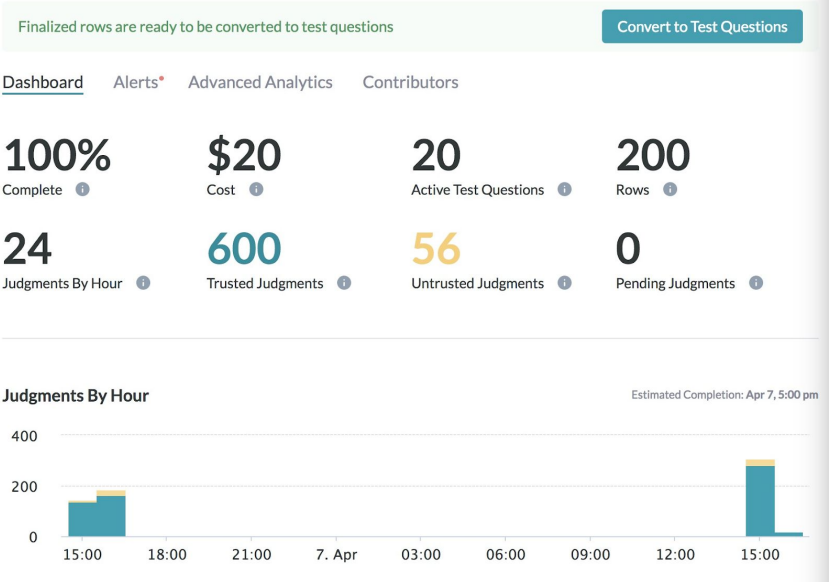 Finalized rows are ready to be converted to test questions
Convert to Test Questions
Dashboard Alerts Advanced Analytics Contributors
100% $20 20 200
Complete Cost Active Test Questions Rows
24 600 56 0
Judgments By Hour Trusted Judgments Untrusted Judgments Pending Judgments
Judgments By Hour
Estimated Completion: Apr 7, 5:00 pm
400
200
0
15:00 18:00 21:00 7. Apr 03:00 06:00 09:00 12:00 15:00